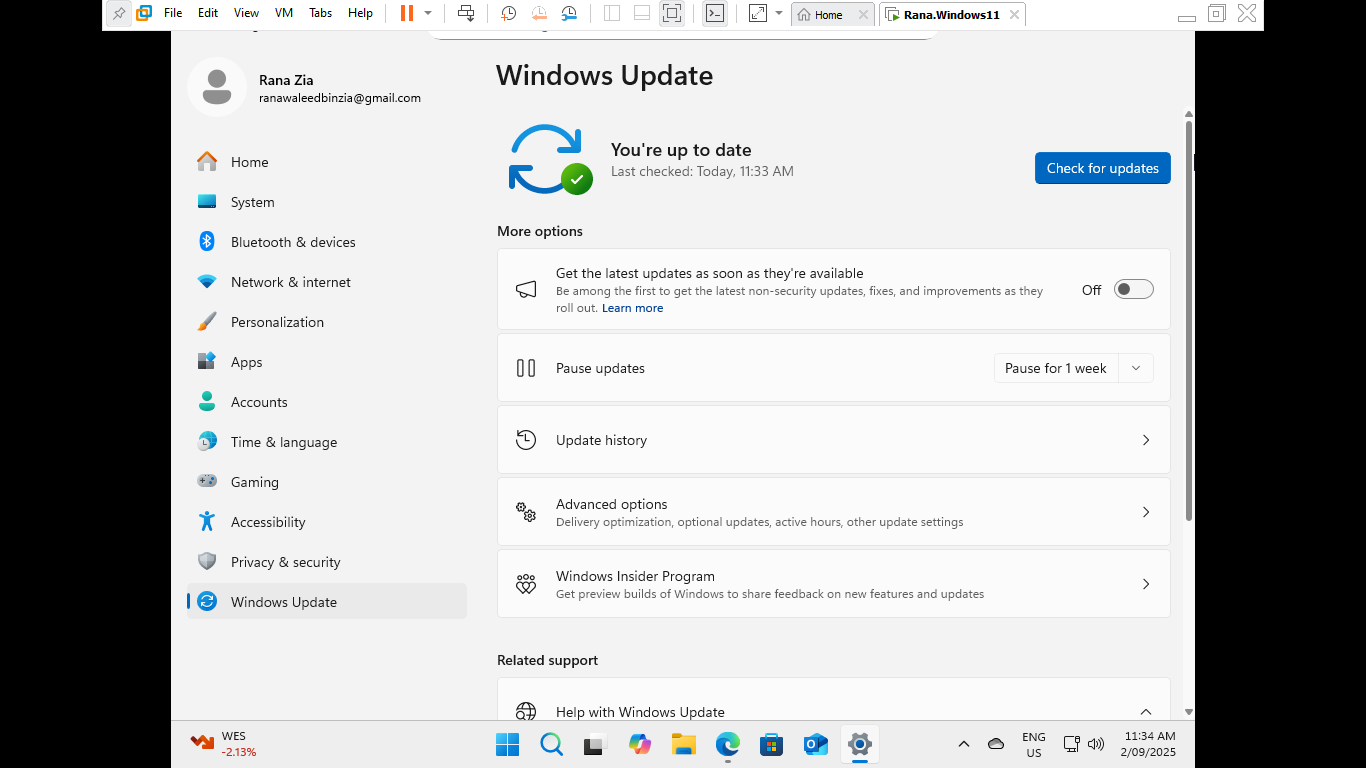 File Edit View VM Tabs Help
Home
Rana.Windows11
Rana Zia
ranawaleedbinzia@gmail.com
Home
System
Bluetooth & devices
Network & internet
Personalization
Apps
Accounts
Time & language
Gaming
Accessibility
Privacy & security
Windows Update
Windows Update
You're up to date
Last checked: Today, 11:33 AM
Check for updates
More options
Get the latest updates as soon as they're available
Be among the first to get the latest non-security updates, fixes, and improvements as they
roll out. Learn more
Off
Pause updates
Pause for 1 week
Update history
Advanced options
Delivery optimization, optional updates, active hours, other update settings
Windows Insider Program
Get preview builds of Windows to share feedback on new features and updates
Related support
Help with Windows Update
WES
-2.13%
ENG
US
11:34 AM
2/09/2025